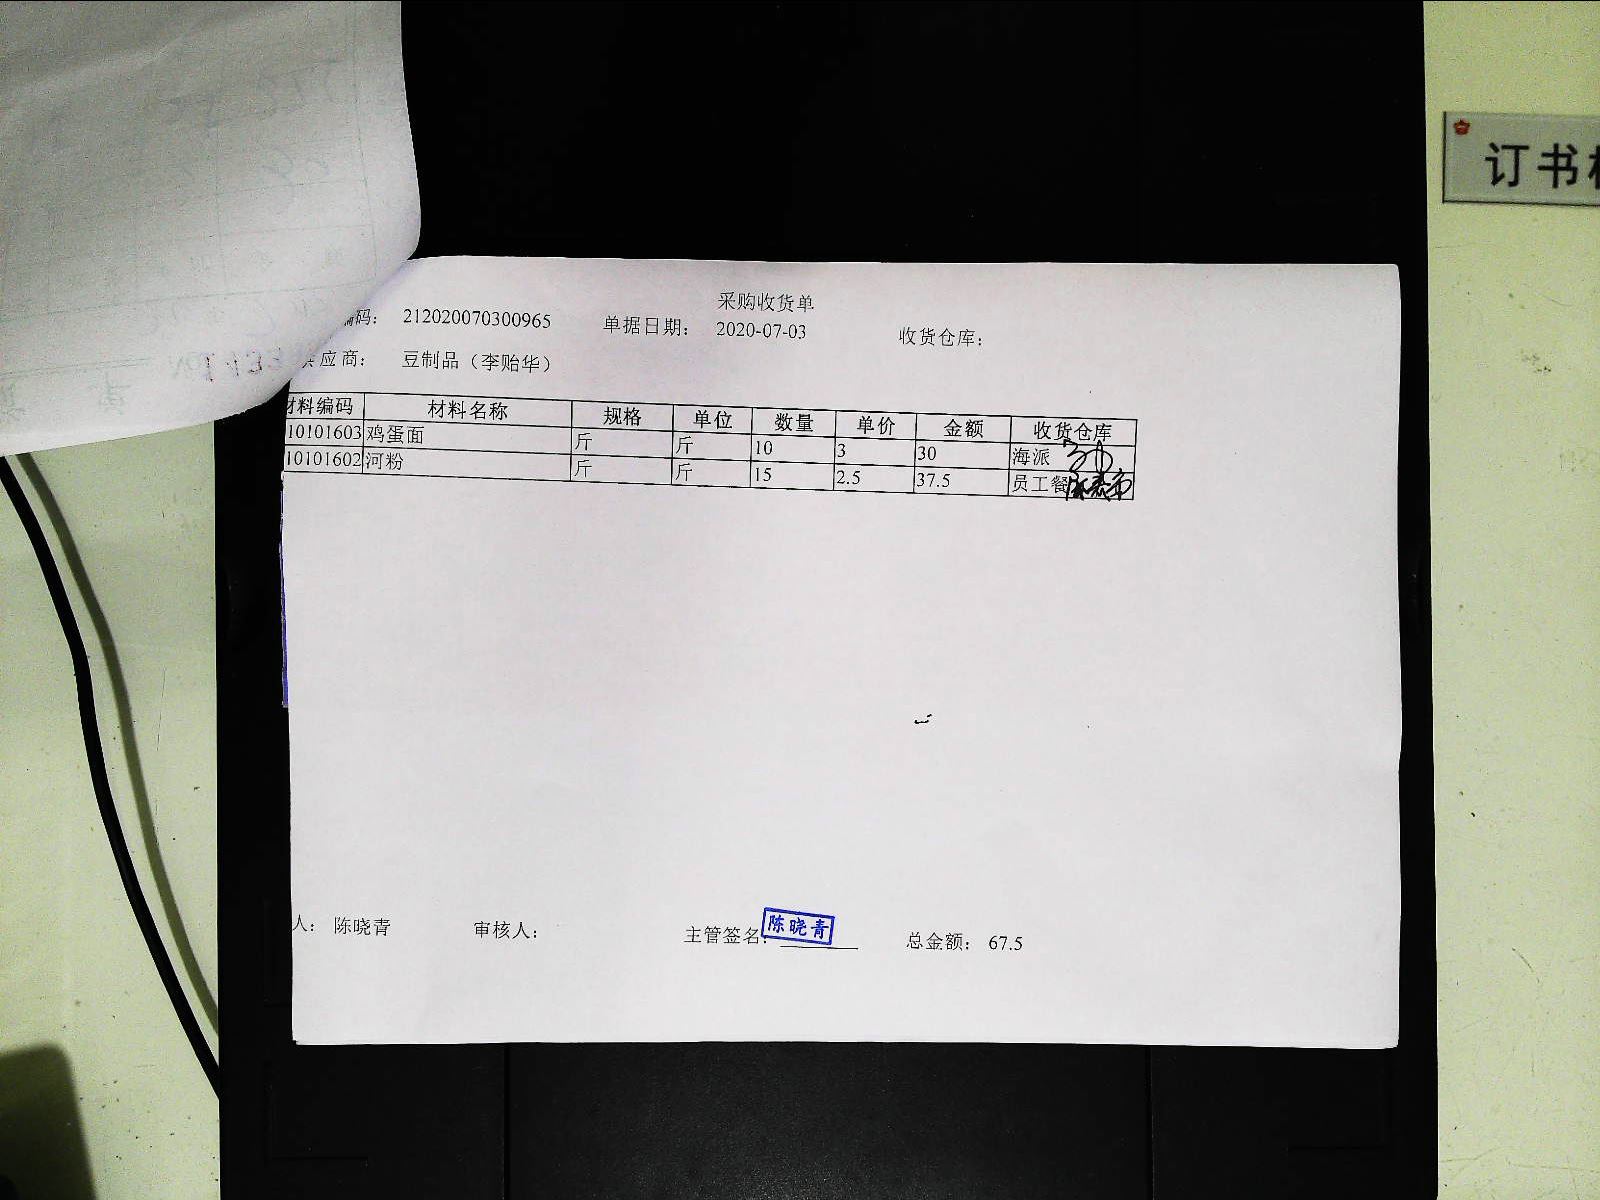 采购收货单
编码： 212020070300965 单据日期： 2020-07-03 收货仓库：
供应商： 豆制品（李贻华）
材料编码 材料名称 规格 单位 数量 单价 金额 收货仓库
10101603 鸡蛋面 斤 斤 10 3 30 海派
10101602 河粉 斤 斤 15 2.5 37.5 员工餐
人： 陈晓青 审核人： 主管签名： 陈晓青 总金额： 67.5
订书